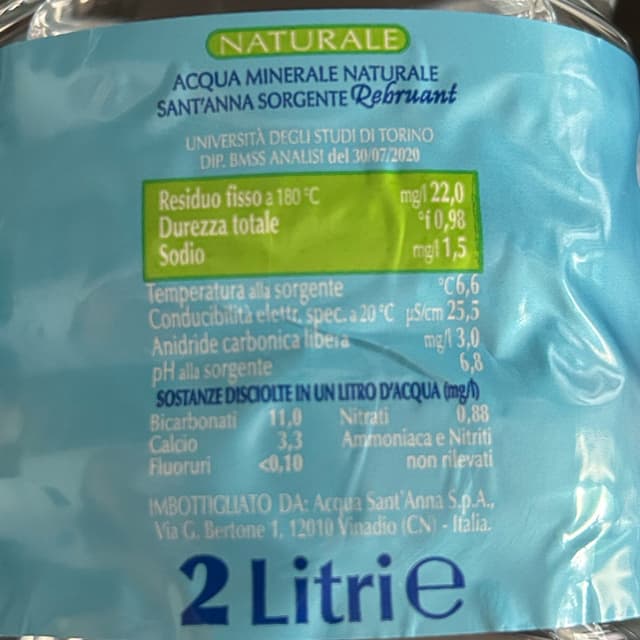 NATURALE
ACQUA MINERALE NATURALE
SANT'ANNA SORGENTE Rebruant
UNIVERSITÀ DEGLI STUDI DI TORINO
DIP. BMSS ANALISI del 30/07/2020
Residuo fisso a 180 °C mg/l 22,0
Durezza totale °f 0,98
Sodio mg/l 1,5
Temperatura alla sorgente °C 6,6
Conducibilità elettr. spec. a 20 °C µS/cm 25,5
Anidride carbonica libera mg/l 3,0
pH alla sorgente 6,8
SOSTANZE DISCIOLTE IN UN LITRO D'ACQUA (mg/l)
Bicarbonati 11,0 Nitrati 0,88
Calcio 3,3 Ammoniaca e Nitriti
Fluoruri <0,10 non rilevati
IMBOTTIGLIATO DA: Acqua Sant'Anna S.p.A.,
Via G. Bertone 1, 12010 Vinadio (CN) - Italia.
2 Litri e